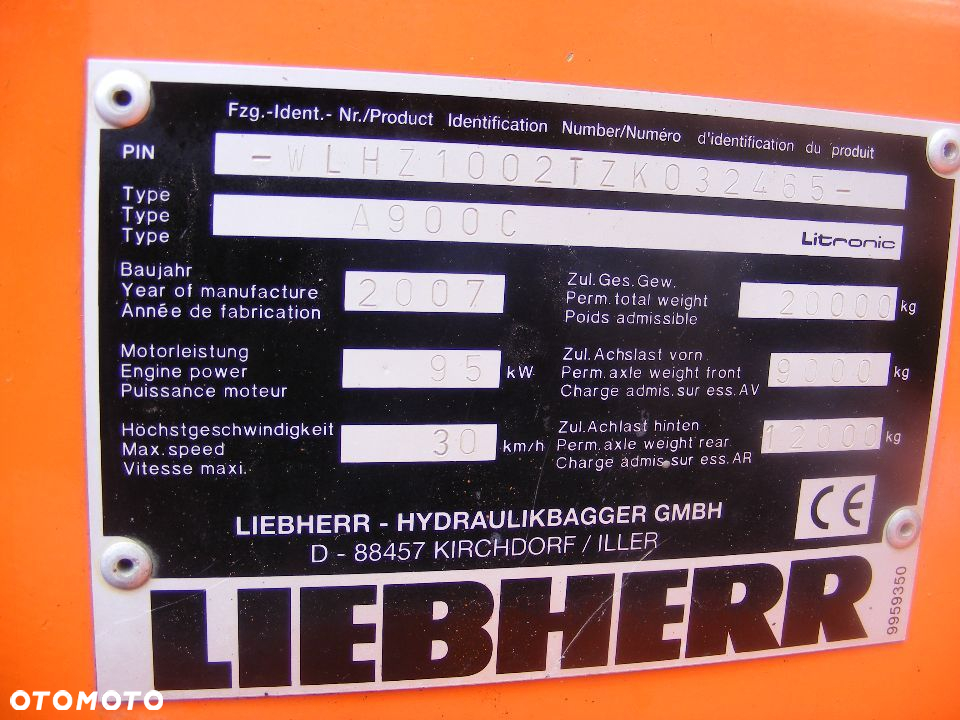 Fzg.-Ident.- Nr./Product Identification Number/Numéro d'identification du produit
PIN -WLHZ1002TZK032465-
Type
Type A900C Litronic
Type
Baujahr
Year of manufacture 2007
Année de fabrication
Zul.Ges.Gew.
Perm.total weight 20000 kg
Poids admissible
Motorleistung
Engine power 95 kW
Puissance moteur
Zul.Achslast vorn
Perm.axle weight front 9000 kg
Charge admis.sur ess.AV
Höchstgeschwindigkeit
Max.speed 30 km/h
Vitesse maxi.
Zul.Achlast hinten
Perm.axle weight rear 12000 kg
Charge admis.sur ess.AR
CE
LIEBHERR - HYDRAULIKBAGGER GMBH
D - 88457 KIRCHDORF / ILLER
LIEBHERR
9959350
OTOMOTO